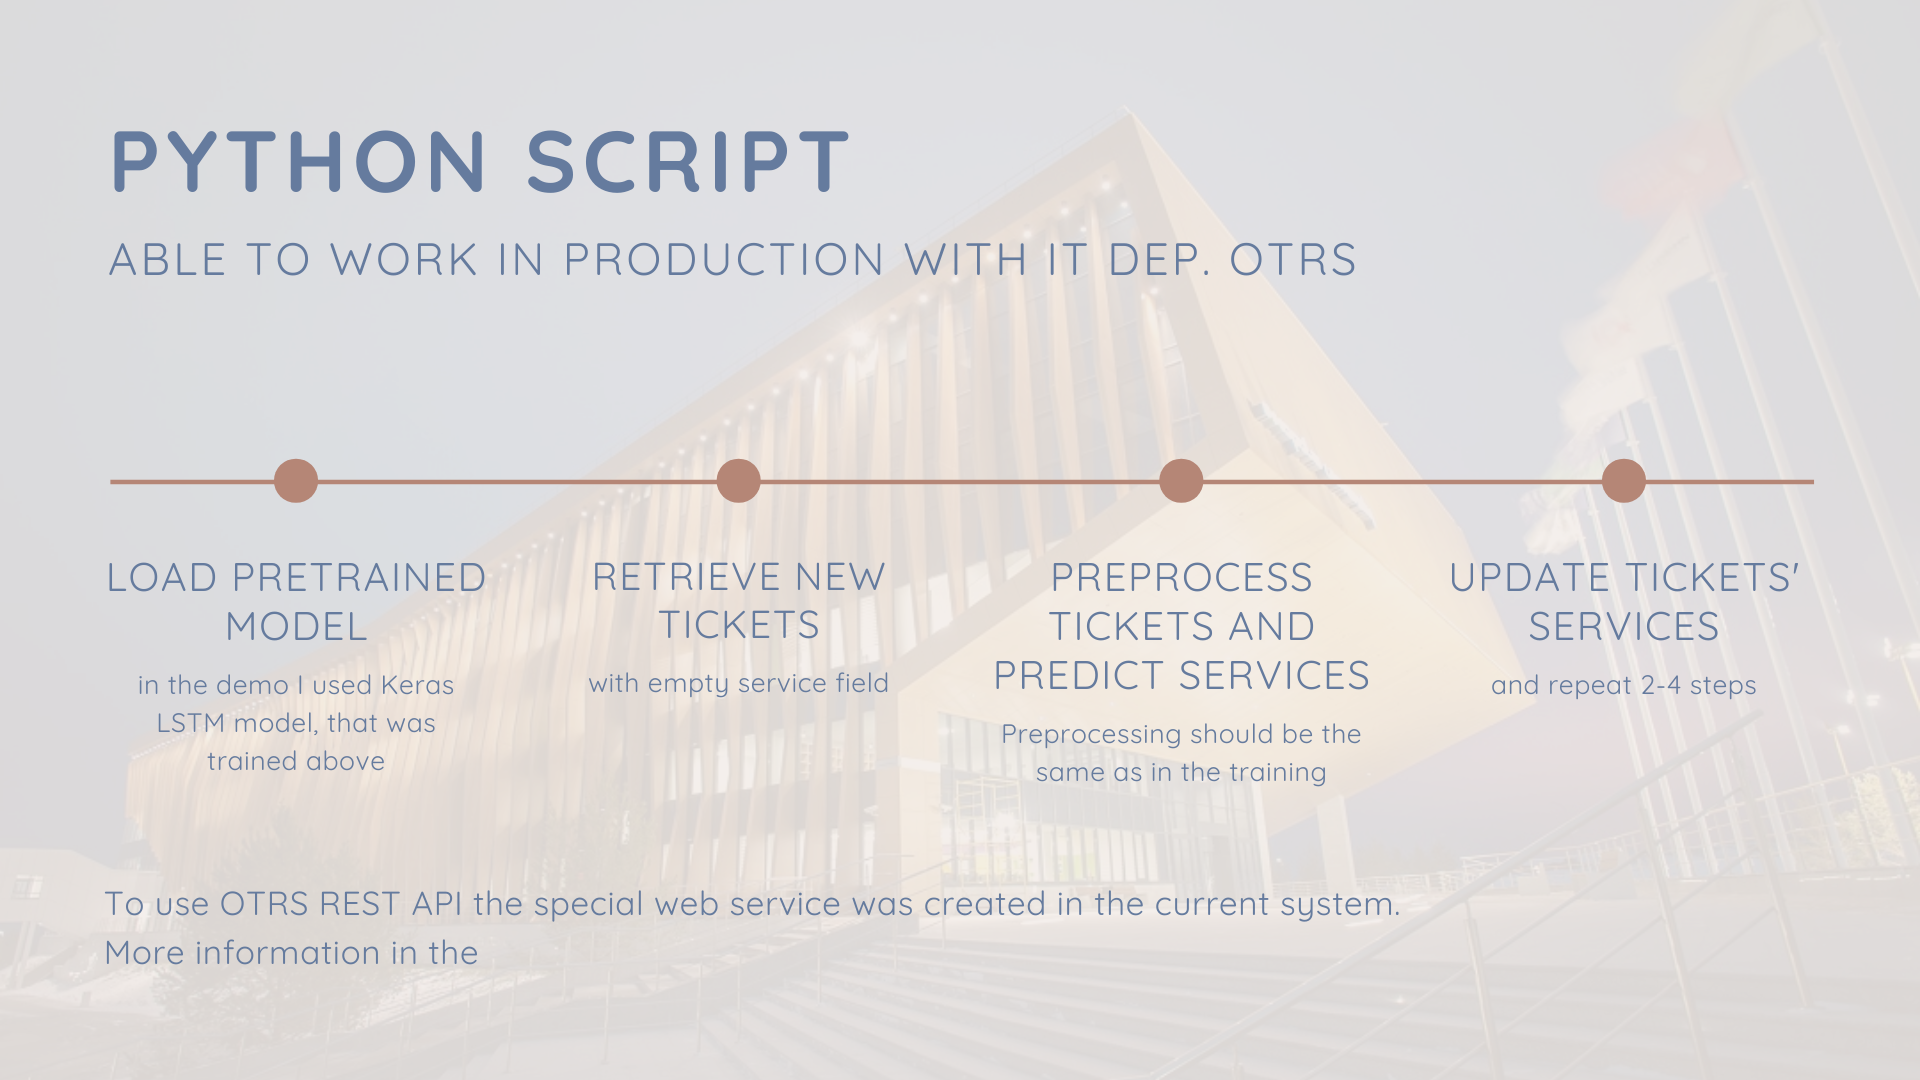 PYTHON SCRIPT
ABLE TO WORK IN PRODUCTION WITH IT DEP. OTRS
LOAD PRETRAINED
MODEL
in the demo I used Keras
LSTM model, that was
trained above
RETRIEVE NEW
TICKETS
with empty service field
PREPROCESS
TICKETS AND
PREDICT SERVICES
Preprocessing should be the
same as in the training
UPDATE TICKETS'
SERVICES
and repeat 2-4 steps
To use OTRS REST API the special web service was created in the current system.
More information in the